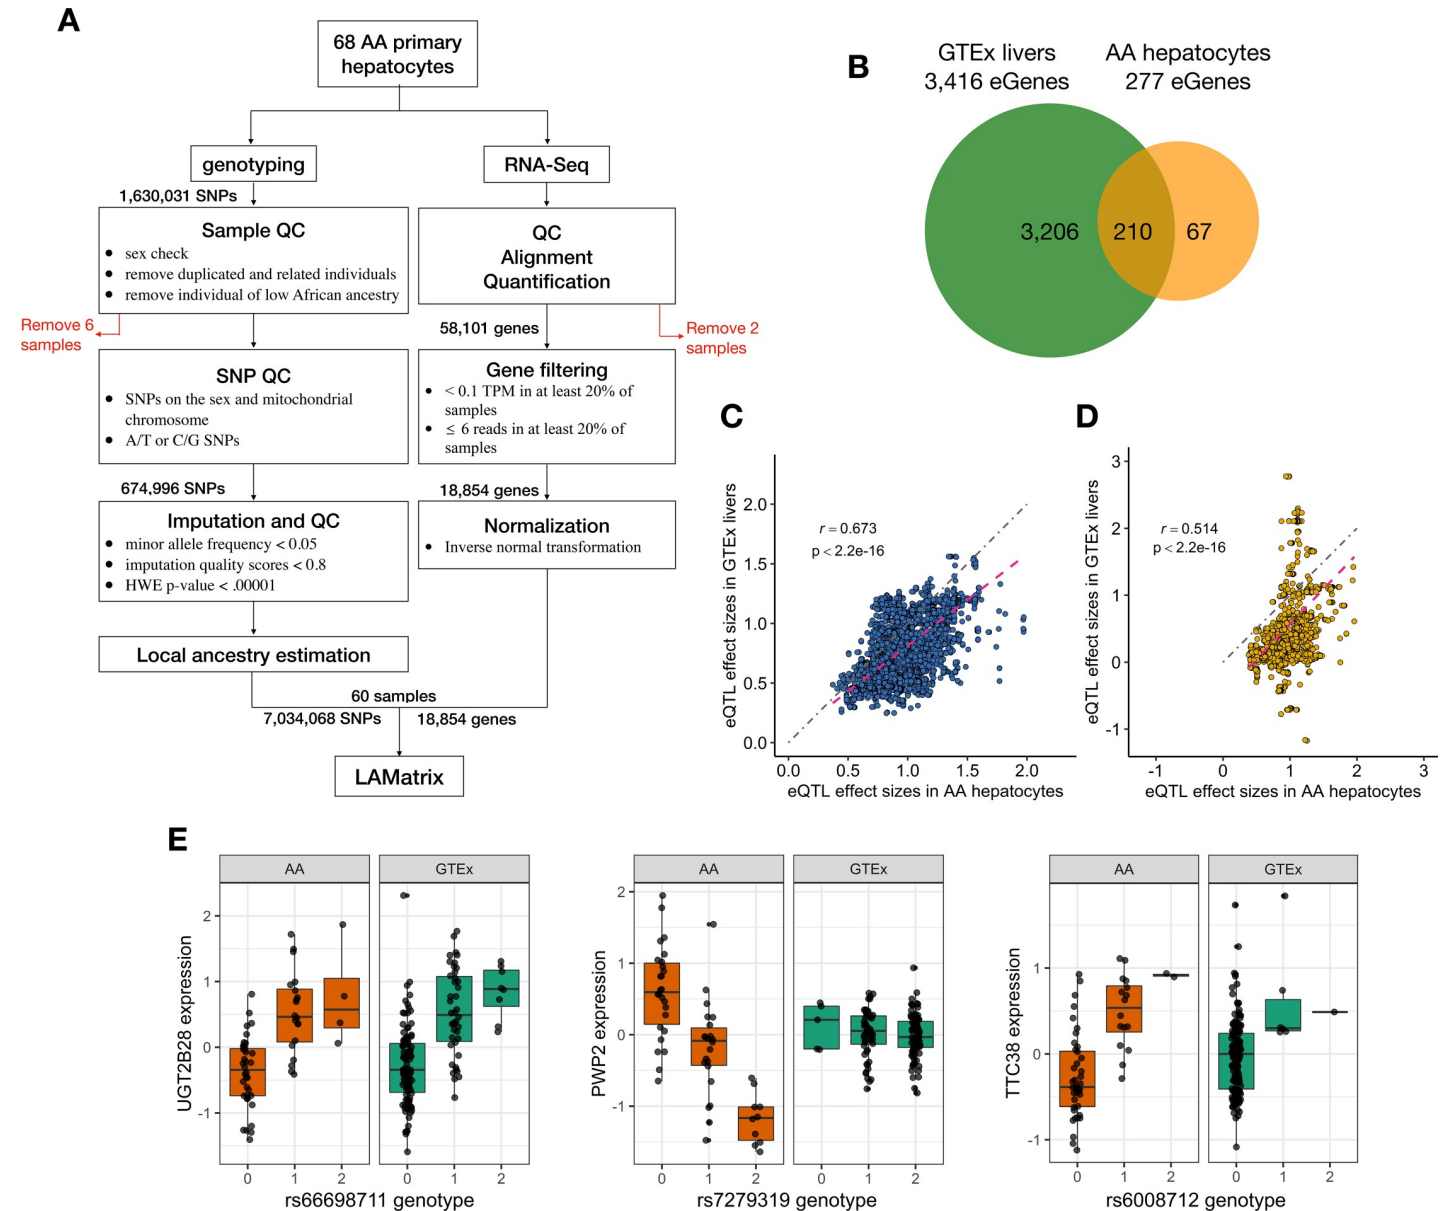 A
68 AA primary
hepatocytes
genotyping
RNA-Seq
1,630,031 SNPs
Sample QC
• sex check
• remove duplicated and related individuals
• remove individual of low African ancestry
QC
Alignment
Quantification
Remove 6
samples
58,101 genes
Remove 2
samples
SNP QC
• SNPs on the sex and mitochondrial
chromosome
• A/T or C/G SNPs
Gene filtering
• < 0.1 TPM in at least 20% of
samples
• ≤ 6 reads in at least 20% of
samples
674,996 SNPs
18,854 genes
Imputation and QC
• minor allele frequency < 0.05
• imputation quality scores < 0.8
• HWE p-value < .00001
Normalization
• Inverse normal transformation
Local ancestry estimation
60 samples
7,034,068 SNPs
18,854 genes
LAMatrix
B
GTEx livers
3,416 eGenes
AA hepatocytes
277 eGenes
3,206
210
67
C
eQTL effect sizes in GTEx livers
2.0
1.5
1.0
0.5
0.0
r = 0.673
p < 2.2e-16
0.0 0.5 1.0 1.5 2.0
eQTL effect sizes in AA hepatocytes
D
eQTL effect sizes in GTEx livers
3
2
1
0
-1
r = 0.514
p < 2.2e-16
-1 0 1 2 3
eQTL effect sizes in AA hepatocytes
E
AA
GTEx
UGT2B28 expression
2
1
0
-1
0 1 2
0 1 2
rs66698711 genotype
AA
GTEx
PWP2 expression
2
1
0
-1
0 1 2
0 1 2
rs7279319 genotype
AA
GTEx
TTC38 expression
1
0
-1
0 1 2
0 1 2
rs6008712 genotype